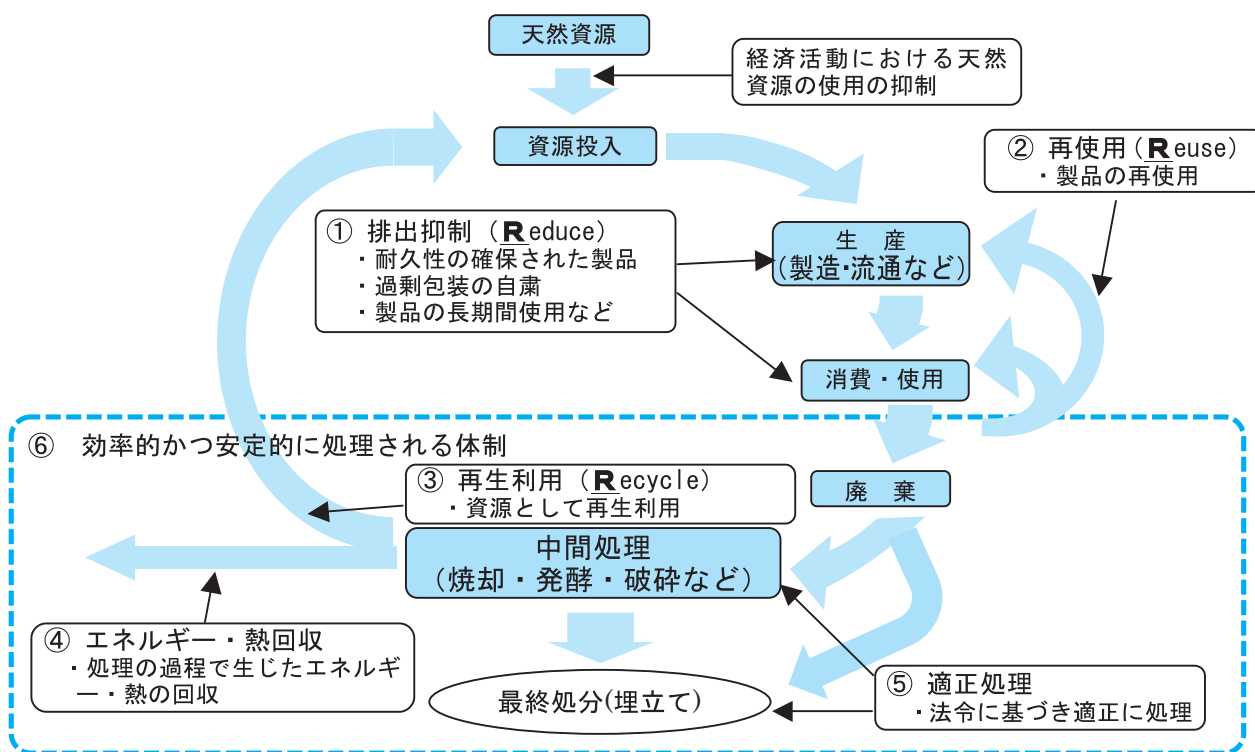 天然資源
経済活動における天然
資源の使用の抑制
資源投入
② 再使用(Reuse)
・製品の再使用
① 排出抑制（Reduce）
・耐久性の確保された製品
・過剰包装の自粛
・製品の長期間使用など
生　産
(製造・流通など)
消費・使用
⑥　効率的かつ安定的に処理される体制
③ 再生利用（Recycle）
・資源として再生利用
廃　棄
中間処理
（焼却・発酵・破砕など）
④ エネルギー・熱回収
・処理の過程で生じたエネルギ
ー・熱の回収
最終処分(埋立て)
⑤ 適正処理
・法令に基づき適正に処理